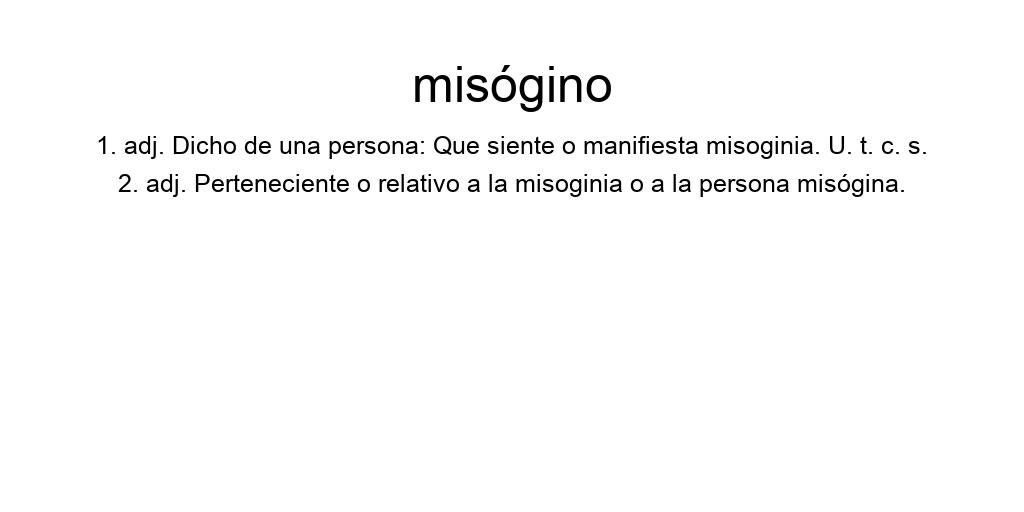 misógino
1. adj. Dicho de una persona: Que siente o manifiesta misoginia. U. t. c. s.
2. adj. Perteneciente o relativo a la misoginia o a la persona misógina.